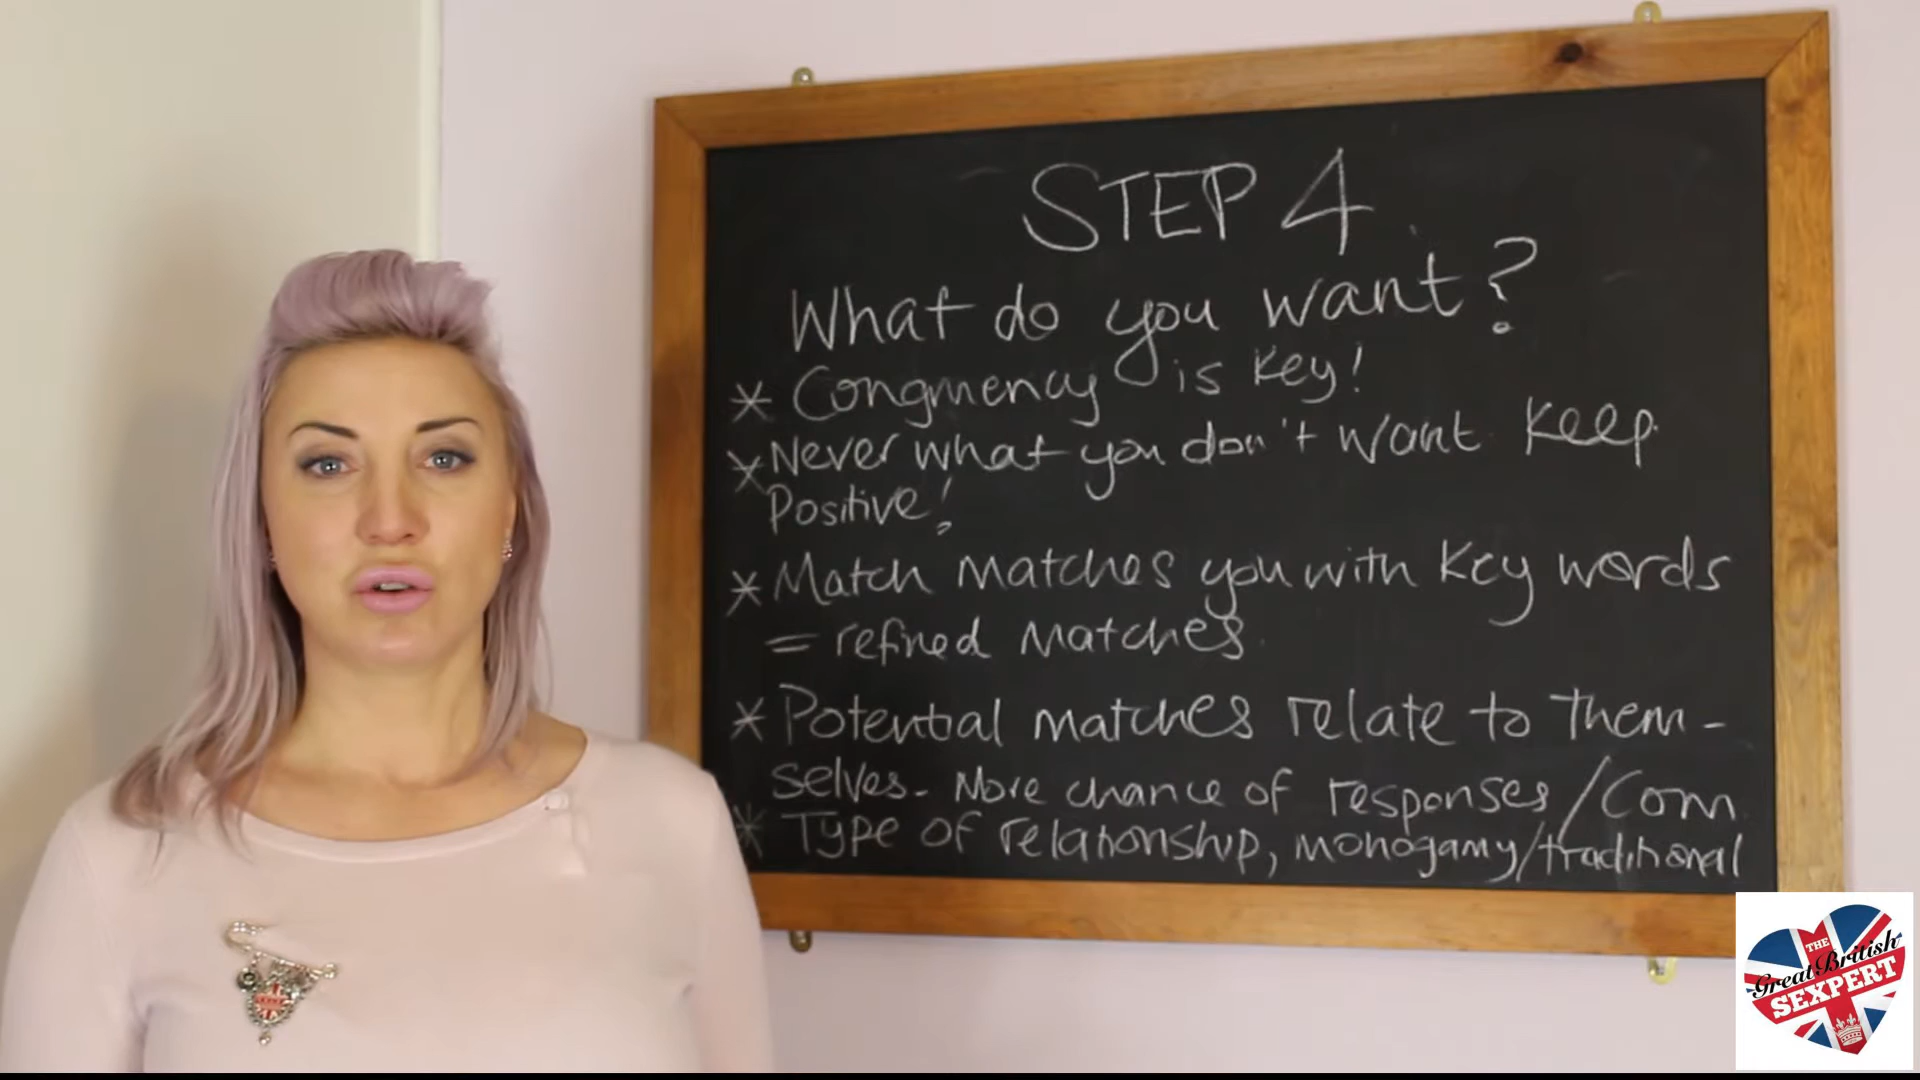 STEP 4
What do you want?
* Congruency is key!
* Never what you don't want Keep
Positive!
* Match matches you with key words
= refined matches.
* Potential matches relate to them-
selves. More chance of responses/Com
* Type of relationship, monogamy/traditional
THE
Great British
SEXPERT